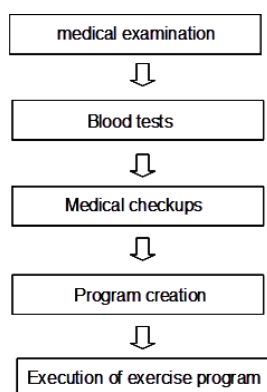 medical examination
Blood tests
Medical checkups
Program creation
Execution of exercise program